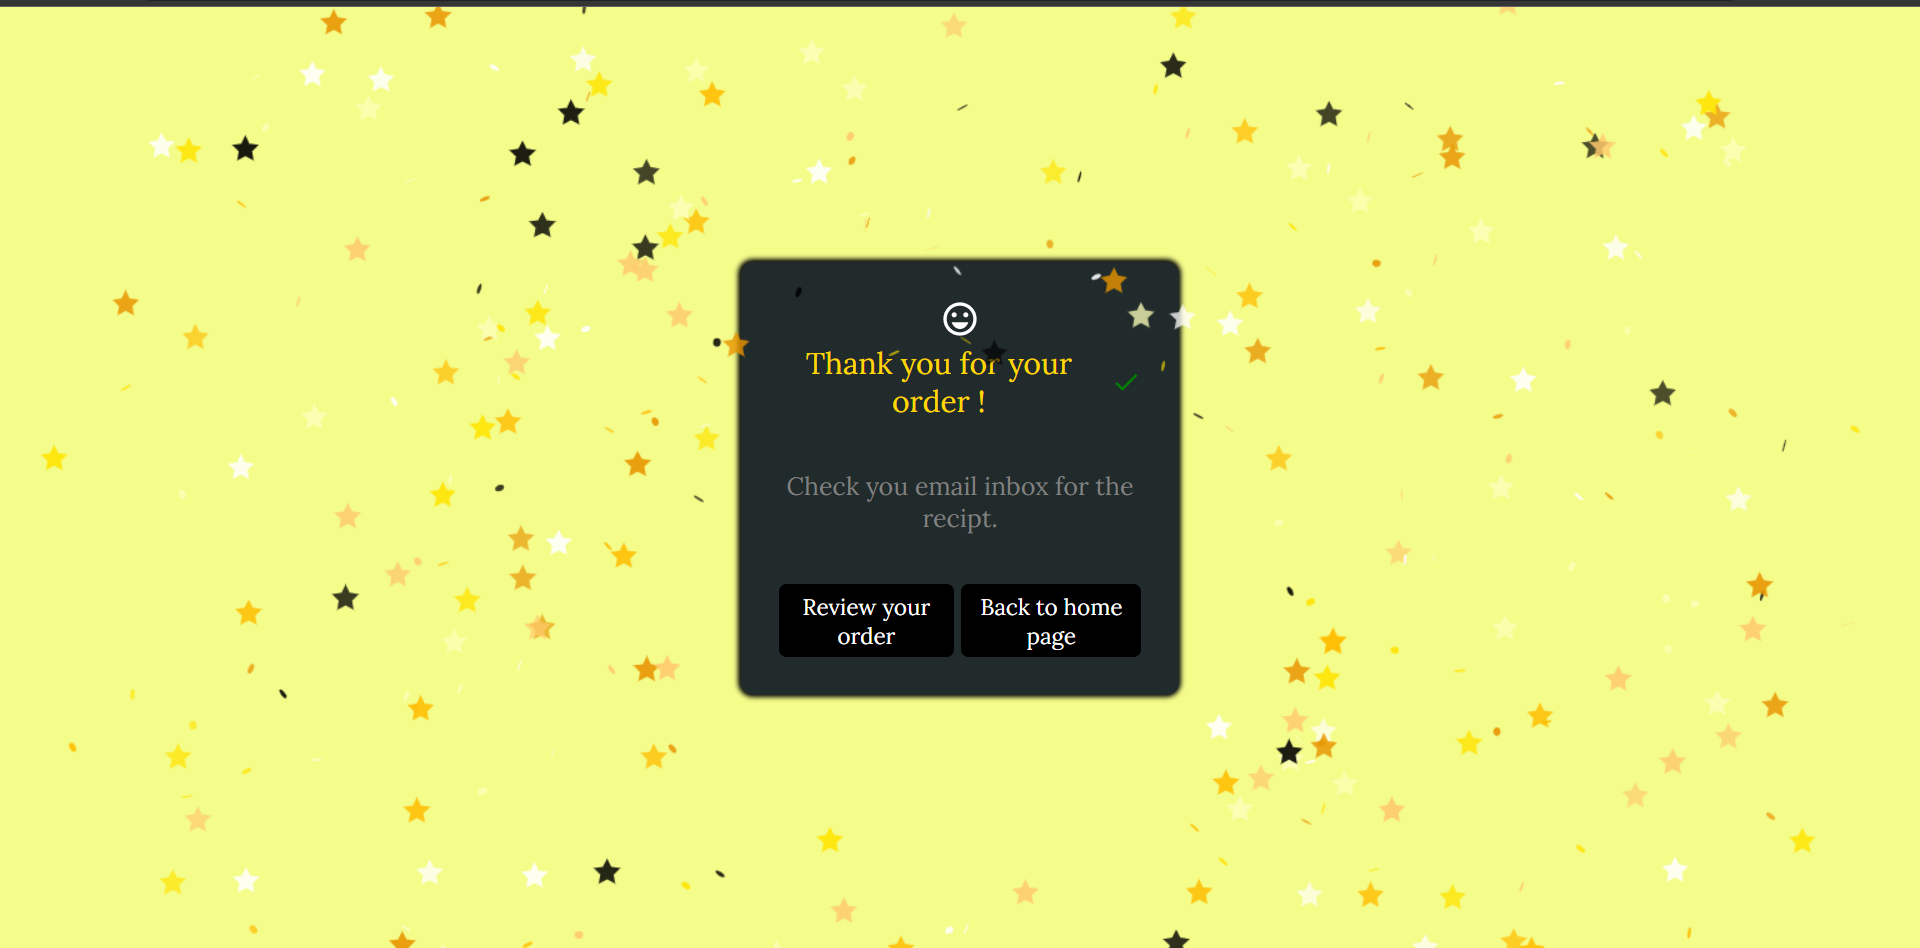 Thank you for your
order !
Check you email inbox for the
recipt.
Review your
order
Back to home
page